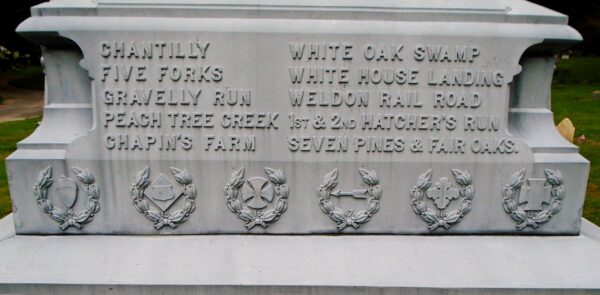 CHANTILLY
FIVE FORKS
GRAVELLY RUN
PEACH TREE CREEK
CHAPIN'S FARM
WHITE OAK SWAMP
WHITE HOUSE LANDING
WELDON RAIL ROAD
1ST & 2ND HATCHER'S RUN
SEVEN PINES & FAIR OAKS.